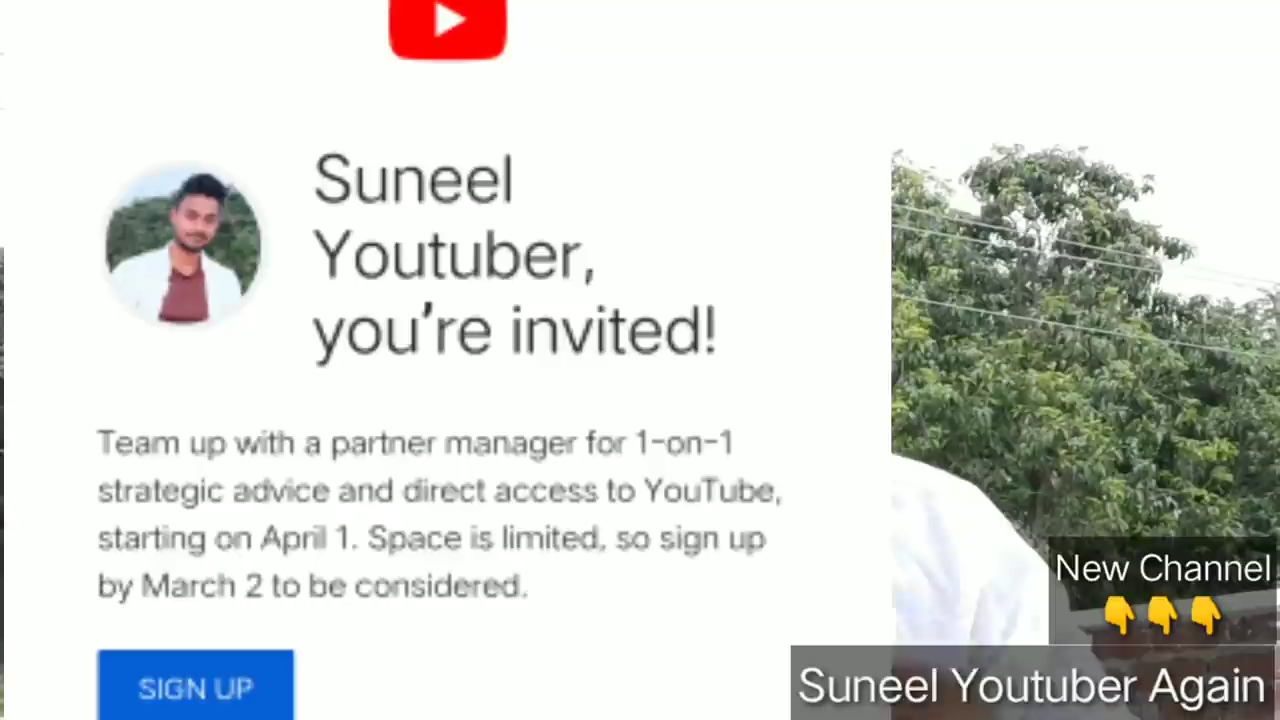 Suneel
Youtuber,
you're invited!
Team up with a partner manager for 1-on-1
strategic advice and direct access to YouTube,
starting on April 1. Space is limited, so sign up
by March 2 to be considered.
SIGN UP
New Channel
👇👇👇
Suneel Youtuber Again